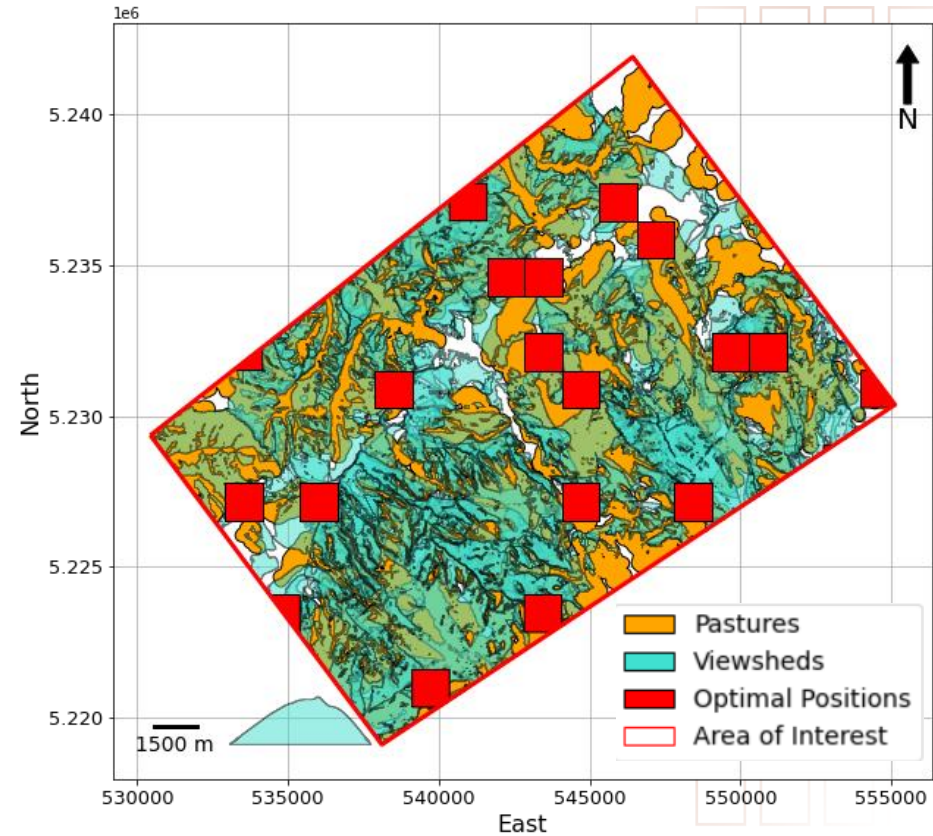 1e6
N
5.240
5.235
5.230
5.225
5.220
North
1500 m
Pastures
Viewsheds
Optimal Positions
Area of Interest
530000 535000 540000 545000 550000 555000
East